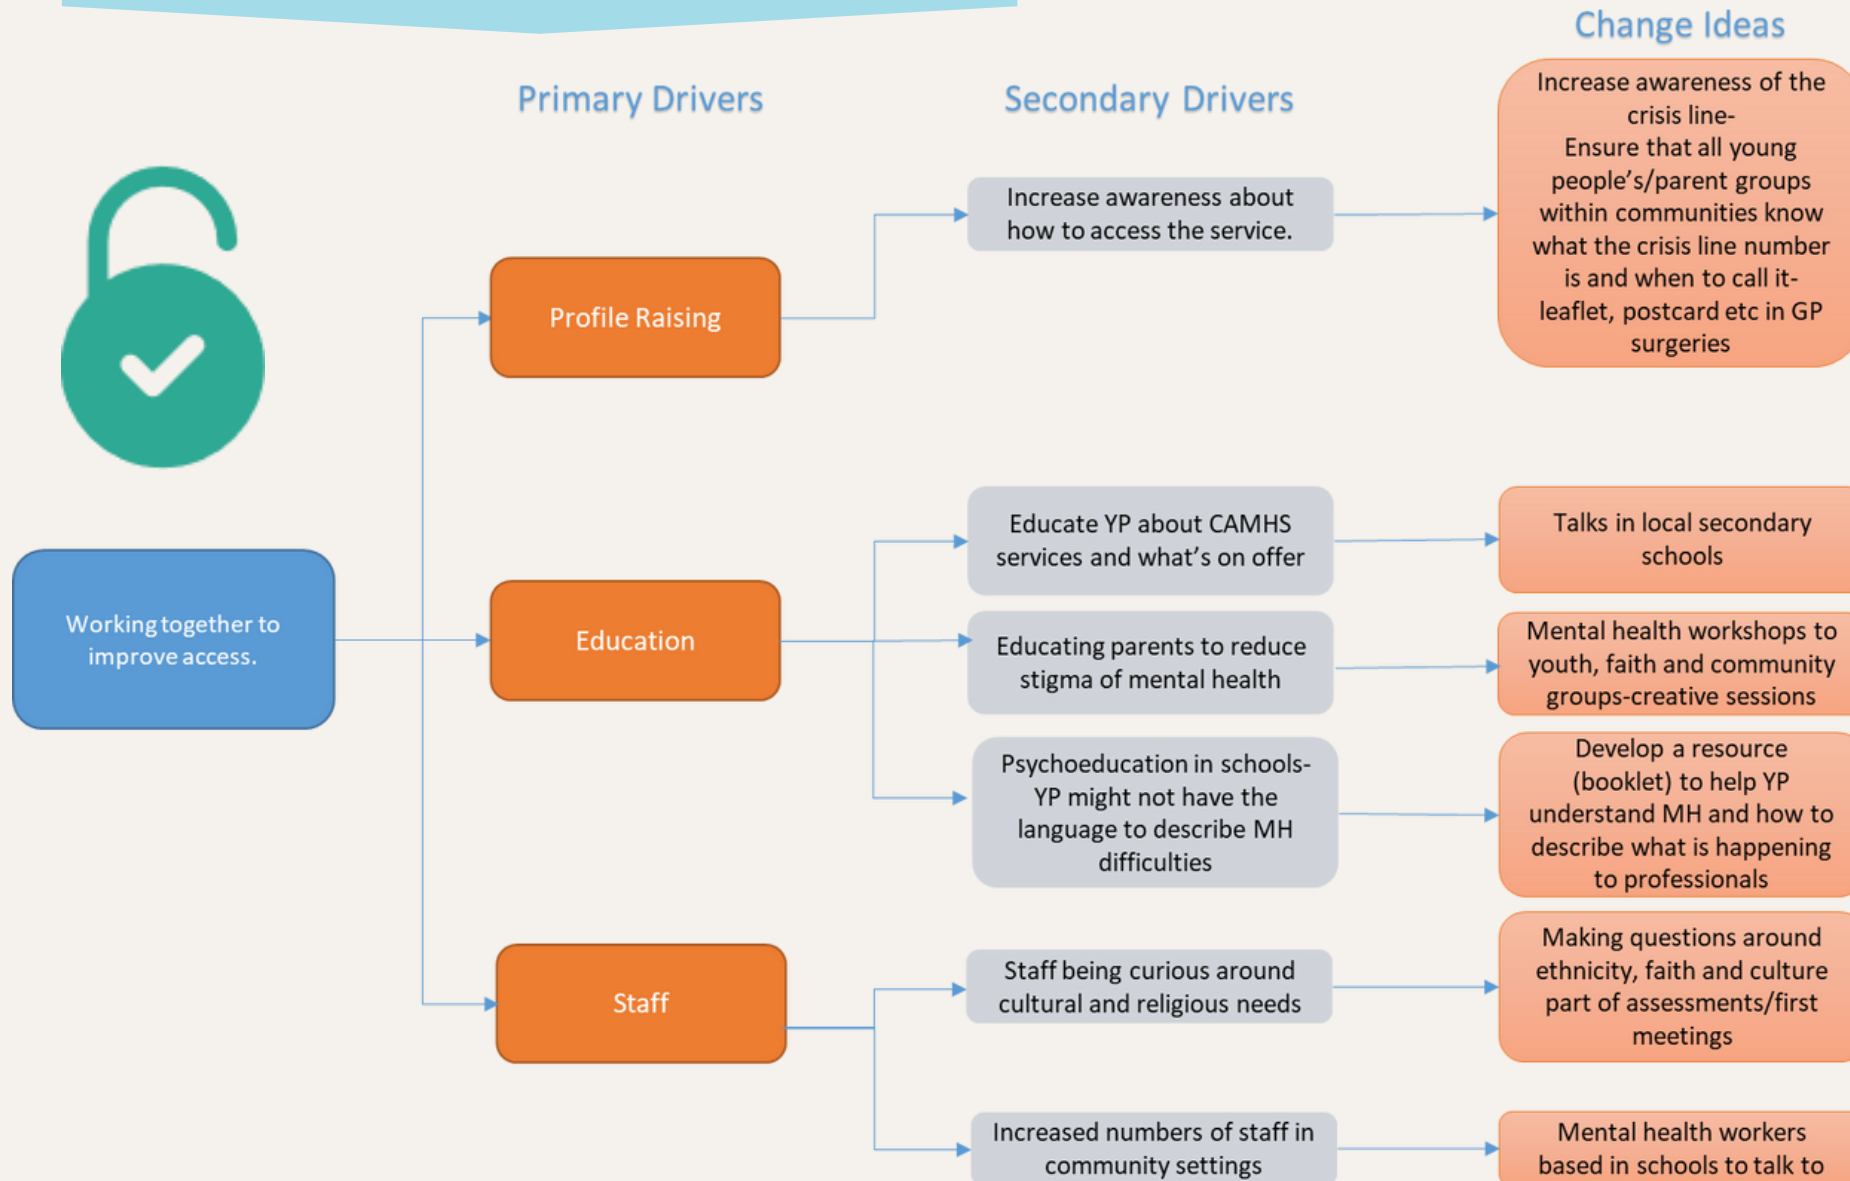 Change Ideas
Primary Drivers
Secondary Drivers
Increase awareness of the
crisis line-
Ensure that all young
people's/parent groups
within communities know
what the crisis line number
is and when to call it-
leaflet, postcard etc in GP
surgeries
Increase awareness about
how to access the service.
Profile Raising
Educate YP about CAMHS
services and what's on offer
Talks in local secondary
schools
Working together to
improve access.
Education
Educating parents to reduce
stigma of mental health
Mental health workshops to
youth, faith and community
groups-creative sessions
Psychoeducation in schools-
YP might not have the
language to describe MH
difficulties
Develop a resource
(booklet) to help YP
understand MH and how to
describe what is happening
to professionals
Staff
Staff being curious around
cultural and religious needs
Making questions around
ethnicity, faith and culture
part of assessments/first
meetings
Increased numbers of staff in
community settings
Mental health workers
based in schools to talk to